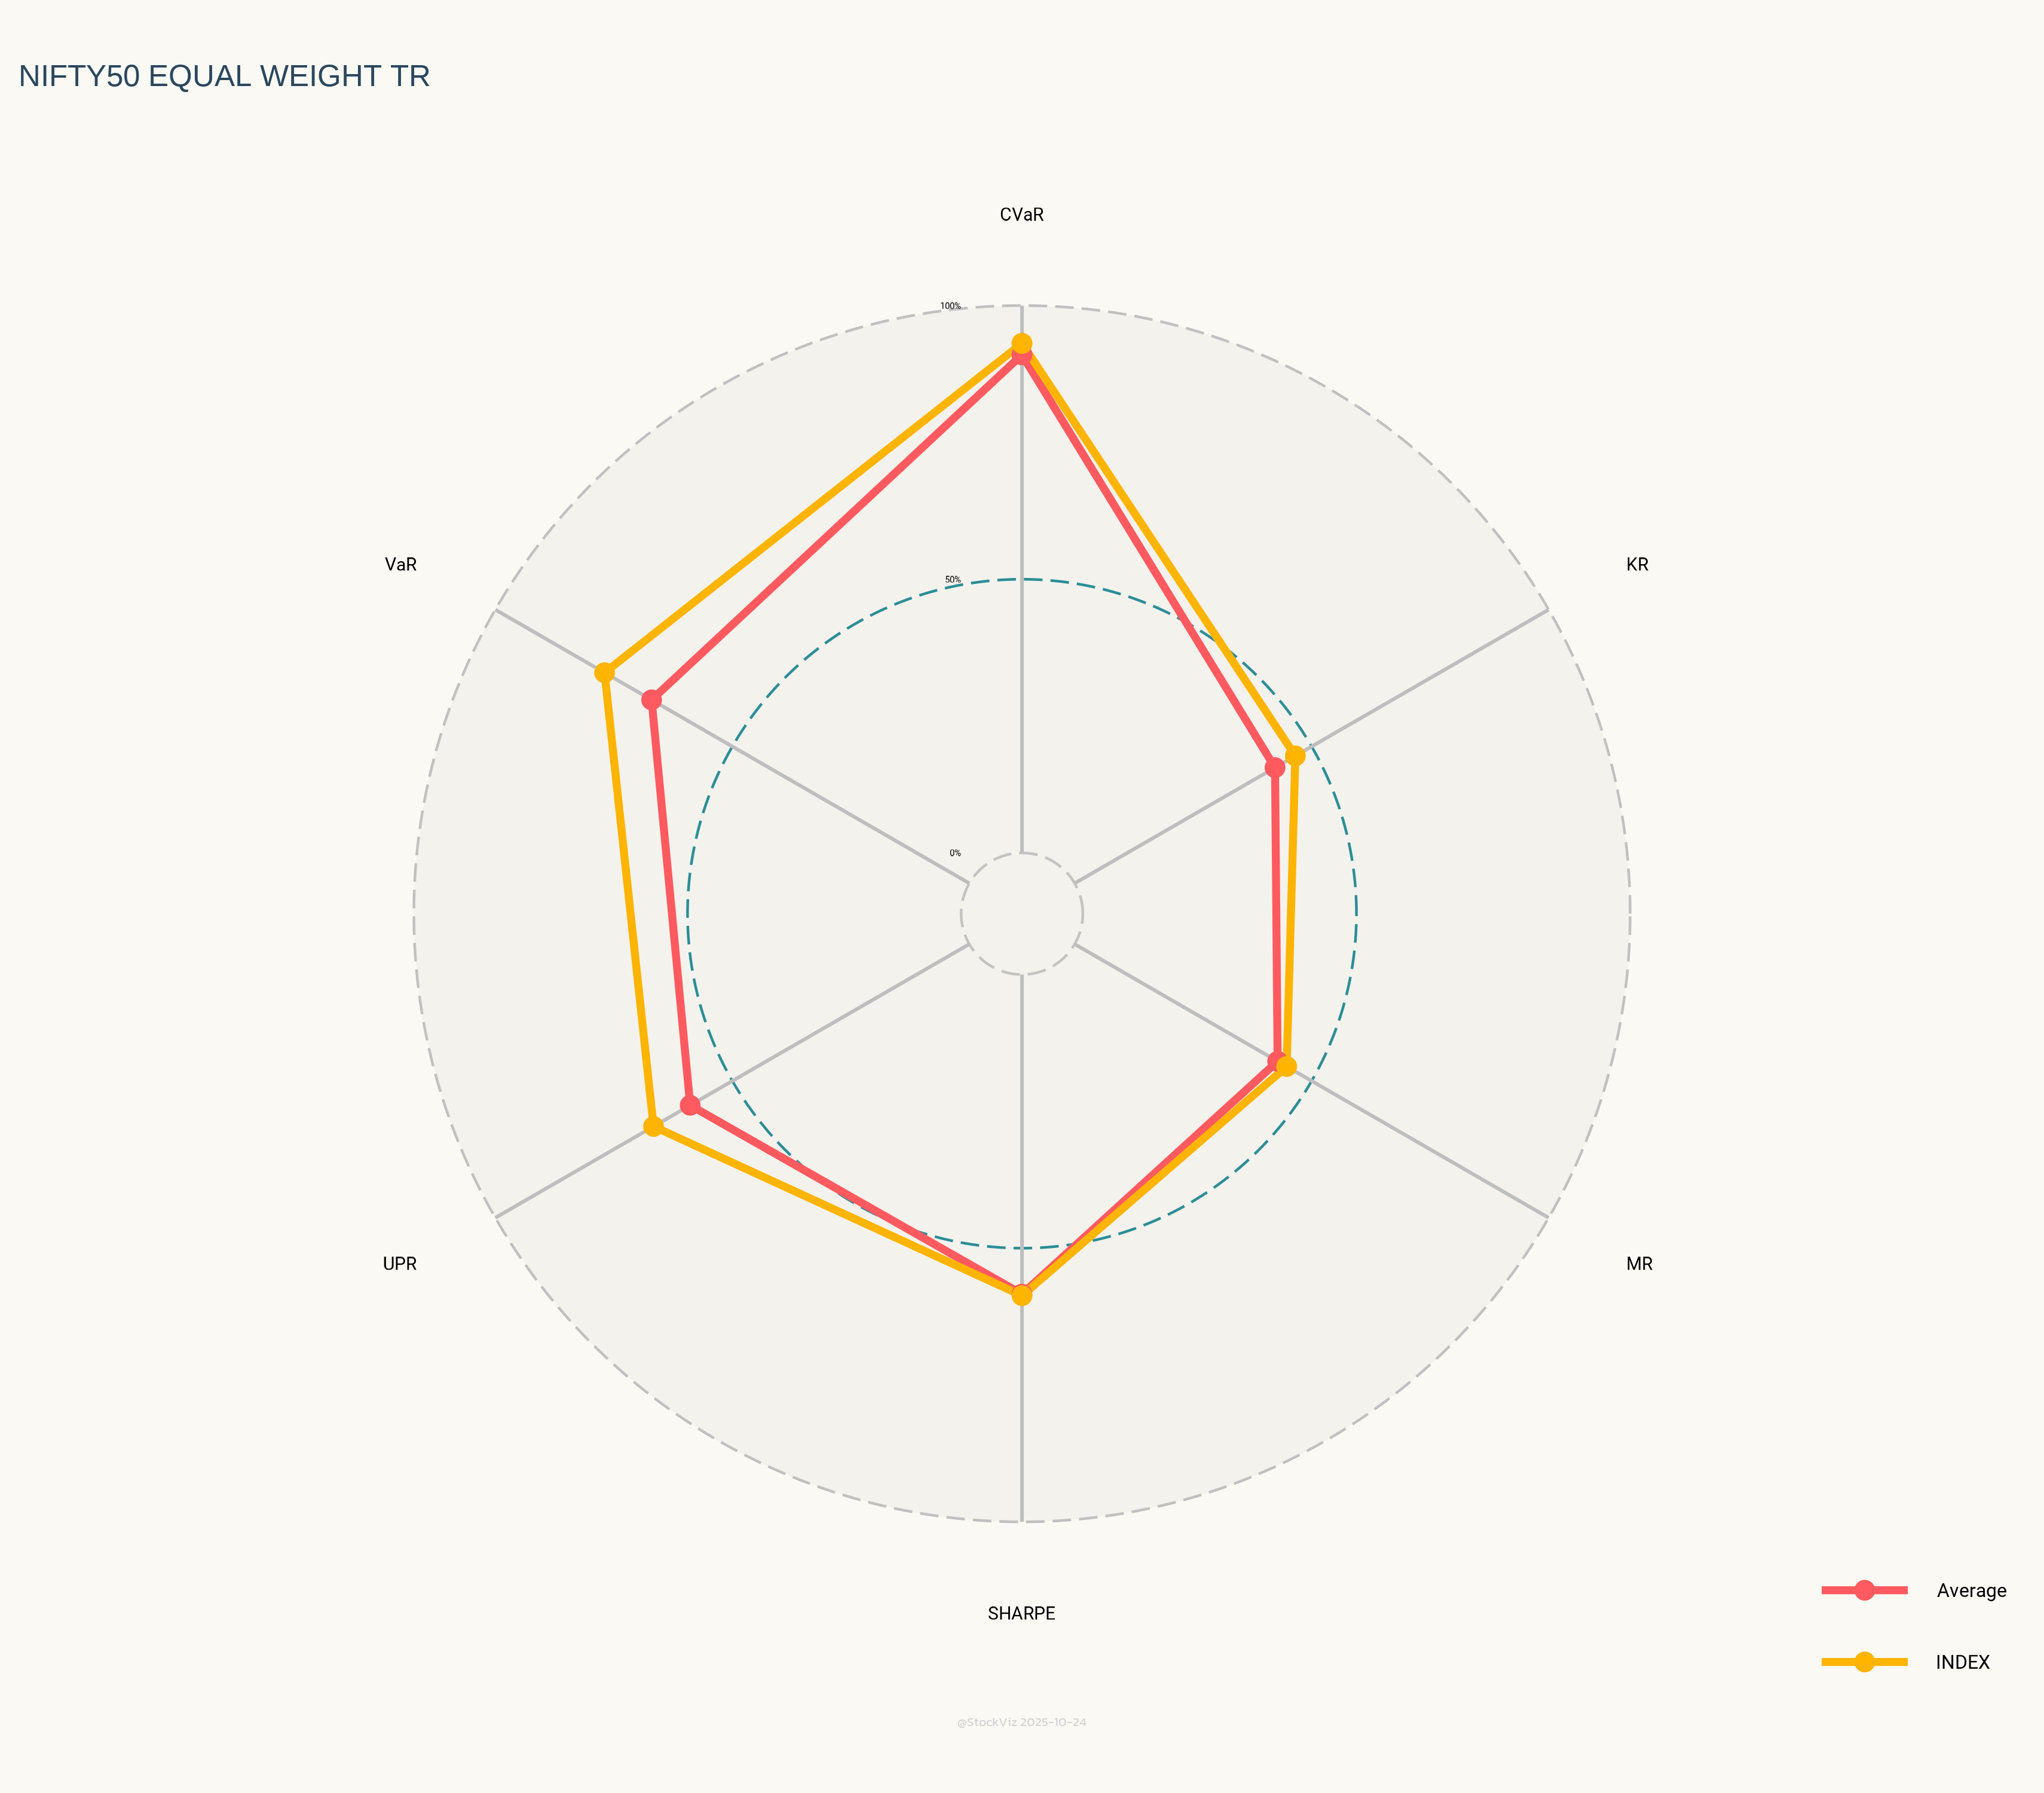 NIFTY50 EQUAL WEIGHT TR
CVaR
100%
KR
VaR
50%
0%
UPR
MR
SHARPE
Average
INDEX
@StockViz 2025-10-24